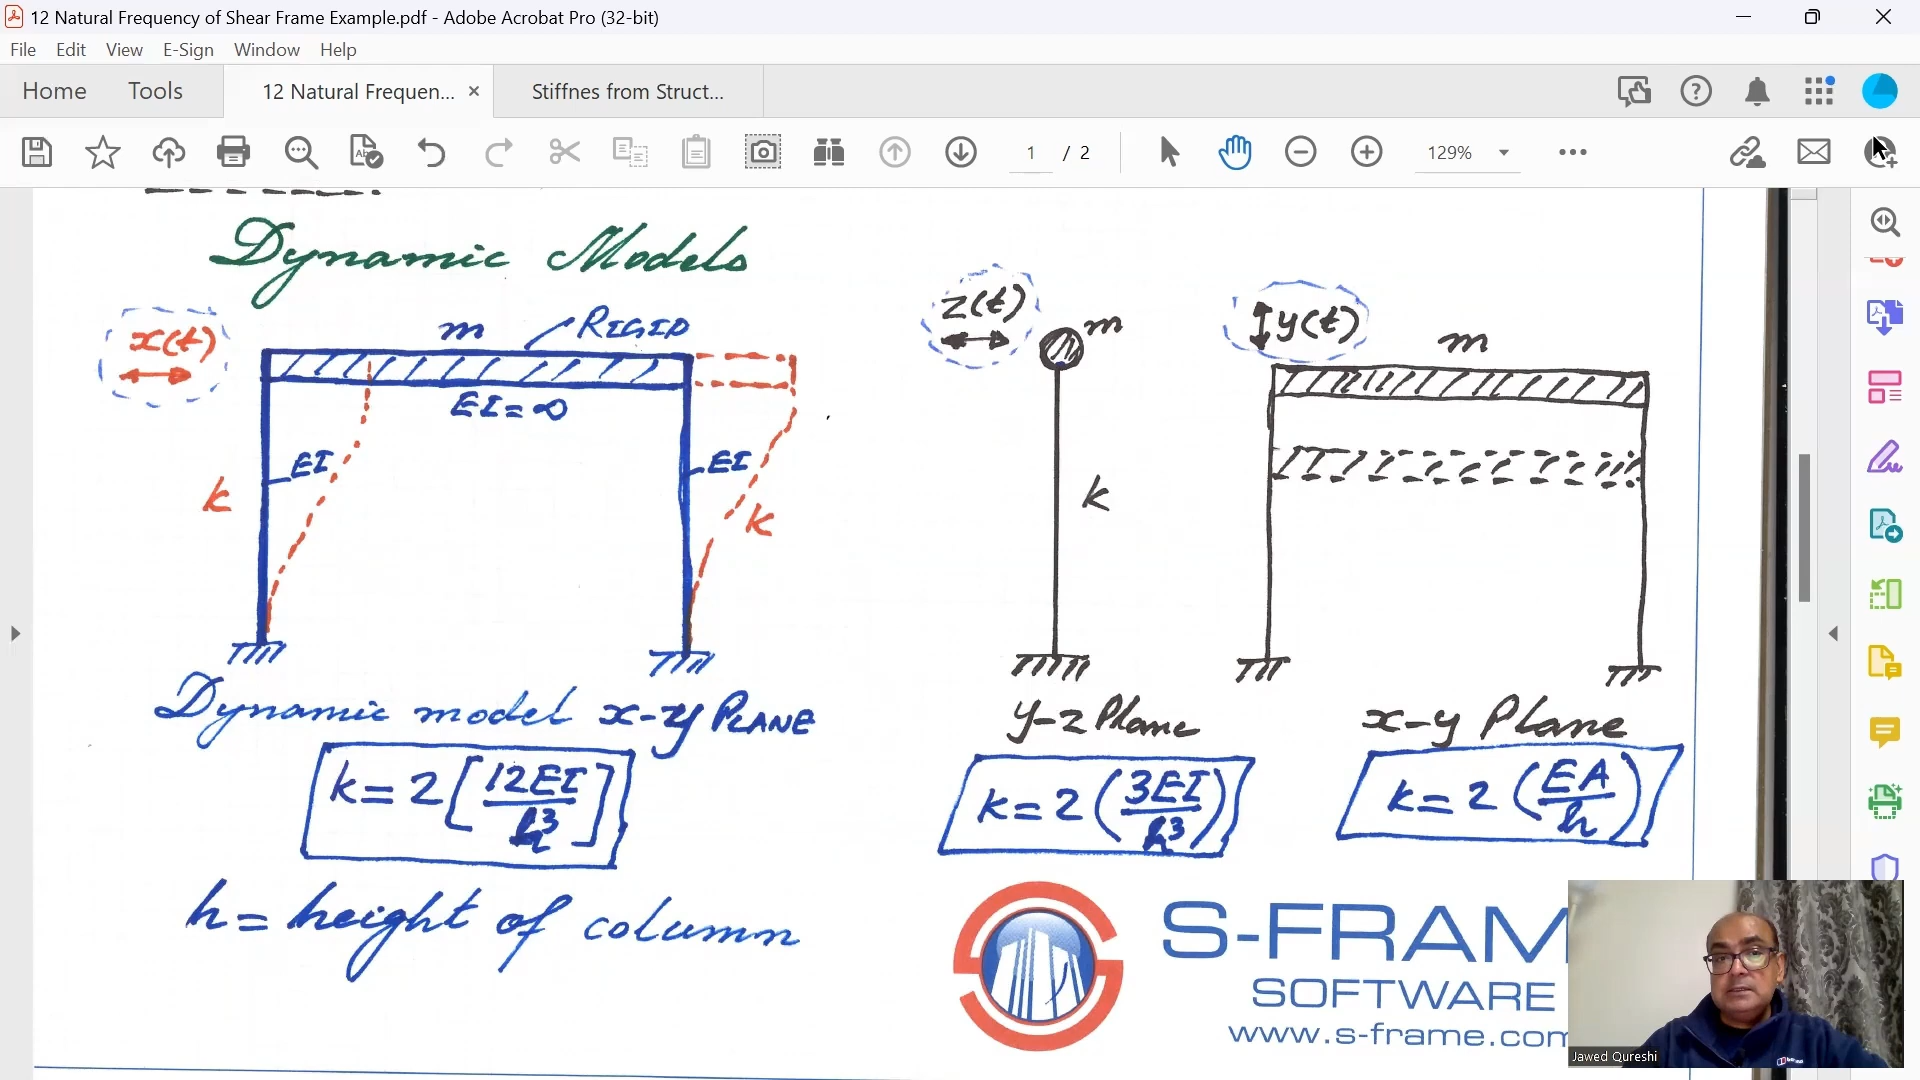 12 Natural Frequency of Shear Frame Example.pdf - Adobe Acrobat Pro (32-bit)
File Edit View E-Sign Window Help
Home Tools 12 Natural Frequen... × Stiffnes from Struct...
1 / 2 129%
Dynamic Models
x(t) m RIGID
EI = ∞
EI EI
k k
Dynamic model x-y PLANE
k = 2 [12EI/h³]
h = height of column
z(t) m
k
y-z Plane
k = 2 (3EI/h³)
y(t) m
x-y Plane
k = 2 (EA/h)
S-FRAM
SOFTWARE
www.s-frame.com
Jawed Qureshi